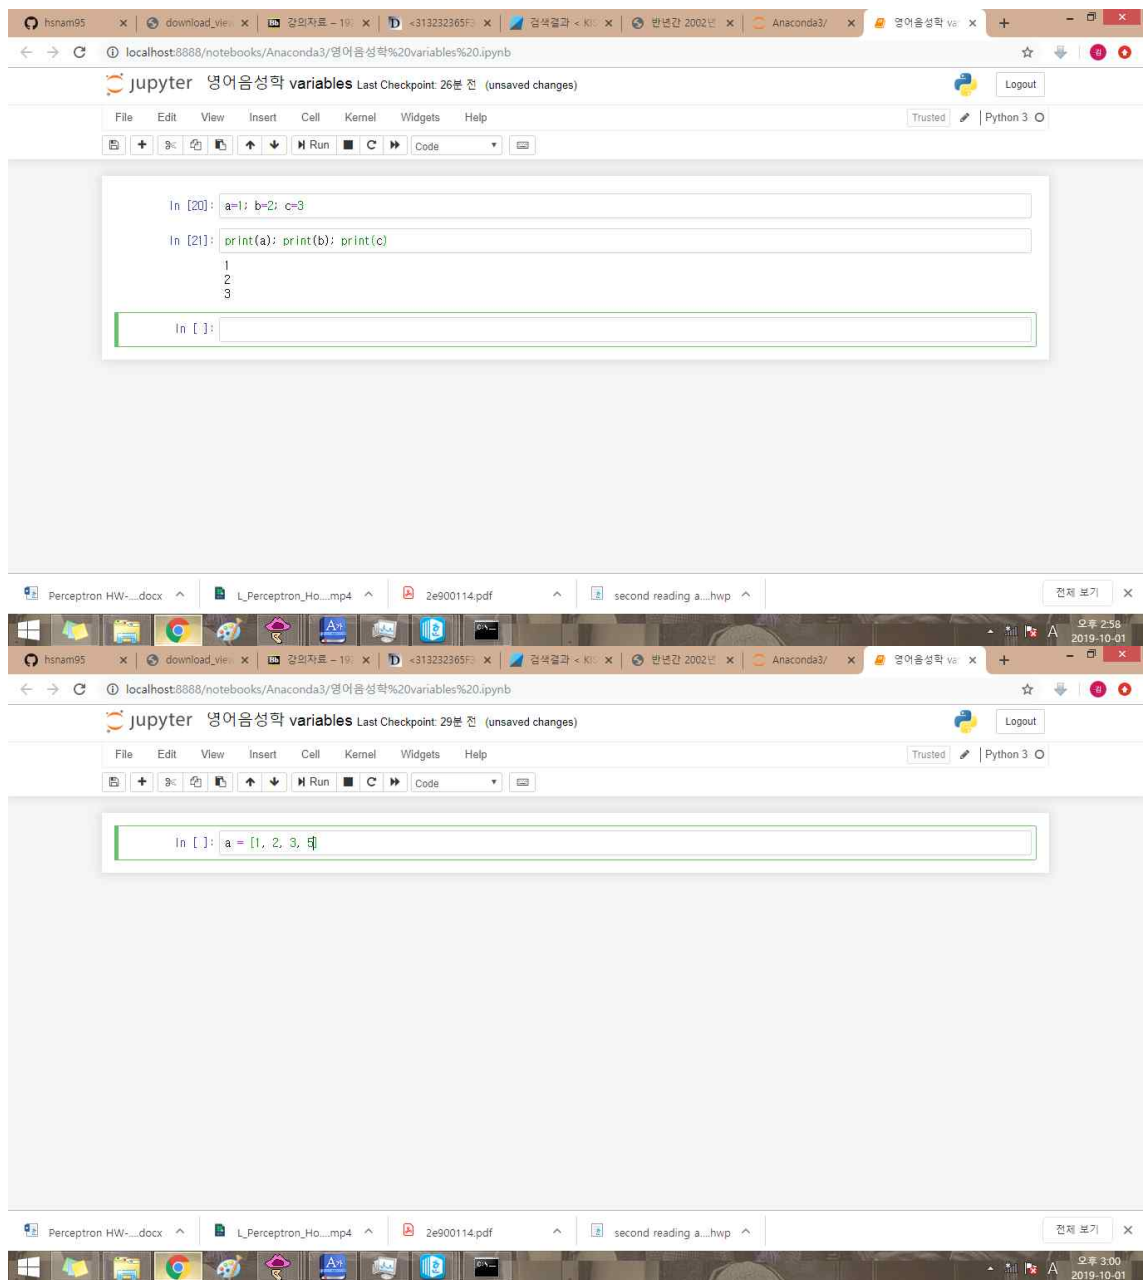 hsnam95
download_vie
강의자료 – 19
<313232365F3
검색결과 < KI
반년간 2002년
Anaconda3/
영어음성학 va
localhost:8888/notebooks/Anaconda3/영어음성학%20variables%20.ipynb
jupyter 영어음성학 variables Last Checkpoint: 26분 전 (unsaved changes)
Logout
File Edit View Insert Cell Kernel Widgets Help
Trusted Python 3
Run Code
In [20]: a=1; b=2; c=3
In [21]: print(a); print(b); print(c)
1
2
3
In [ ]:
Perceptron HW-....docx
L_Perceptron_Ho....mp4
2e900114.pdf
second reading a....hwp
전체 보기
A 오후 2:58
2019-10-01
hsnam95
download_vie
강의자료 – 19
<313232365F3
검색결과 < KI
반년간 2002년
Anaconda3/
영어음성학 va
localhost:8888/notebooks/Anaconda3/영어음성학%20variables%20.ipynb
jupyter 영어음성학 variables Last Checkpoint: 29분 전 (unsaved changes)
Logout
File Edit View Insert Cell Kernel Widgets Help
Trusted Python 3
Run Code
In [ ]: a = [1, 2, 3, 5]
Perceptron HW-....docx
L_Perceptron_Ho....mp4
2e900114.pdf
second reading a....hwp
전체 보기
A 오후 3:00
2019-10-01